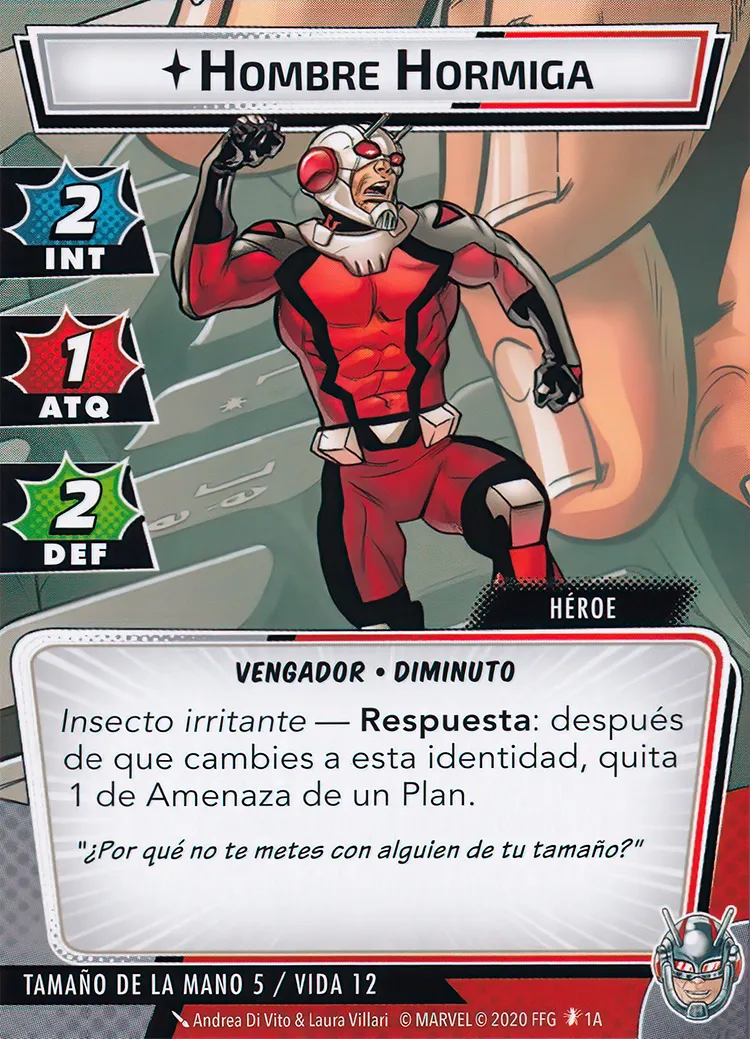 HOMBRE HORMIGA
2
INT
1
ATQ
2
DEF
HÉROE
VENGADOR • DIMINUTO
Insecto irritante — Respuesta: después
de que cambies a esta identidad, quita
1 de Amenaza de un Plan.
"¿Por qué no te metes con alguien de tu tamaño?"
TAMAÑO DE LA MANO 5 / VIDA 12
Andrea Di Vito & Laura Villari © MARVEL © 2020 FFG 1A